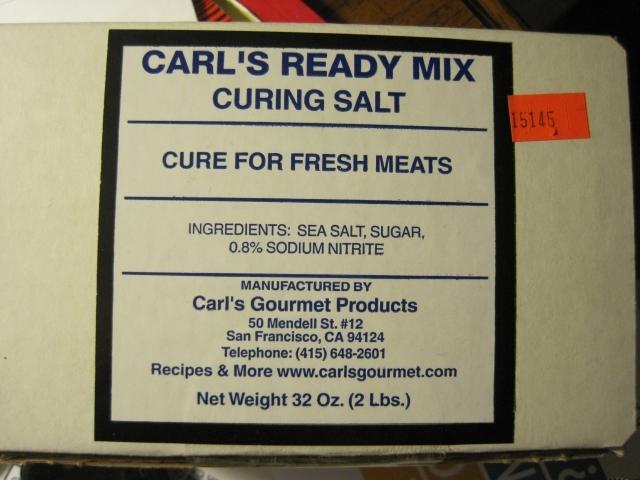 CARL'S READY MIX
CURING SALT
15145
CURE FOR FRESH MEATS
INGREDIENTS: SEA SALT, SUGAR,
0.8% SODIUM NITRITE
MANUFACTURED BY
Carl's Gourmet Products
50 Mendell St. #12
San Francisco, CA 94124
Telephone: (415) 648-2601
Recipes & More www.carlsgourmet.com
Net Weight 32 Oz. (2 Lbs.)